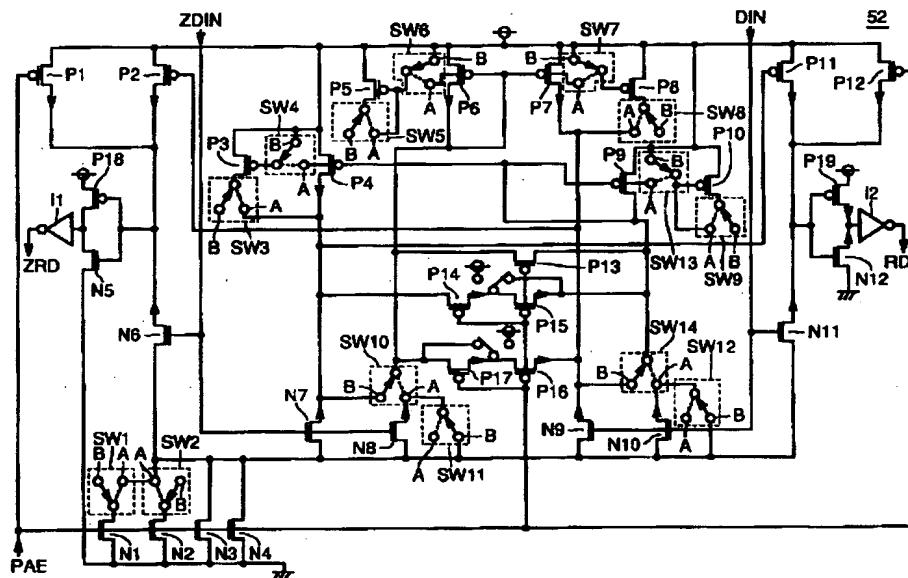 ZDIN DIN 52
SW6 SW7
P1 P2 P5 B A P6 B P7 A P8 P11 P12
SW4 SW8
P18 P3 B A P4 B A SW5 A B P9 P10 P19
I1 I2
ZRD B A SW3 A B SW13 A B SW9 RD
N5 P14 P13 N12
P15
N6 SW10 SW14 SW12 N11
B A P17 P16 B A
N7 N8 A B SW11 N9 N10 A B
SW1 SW2
B A A B
PAE N1 N2 N3 N4